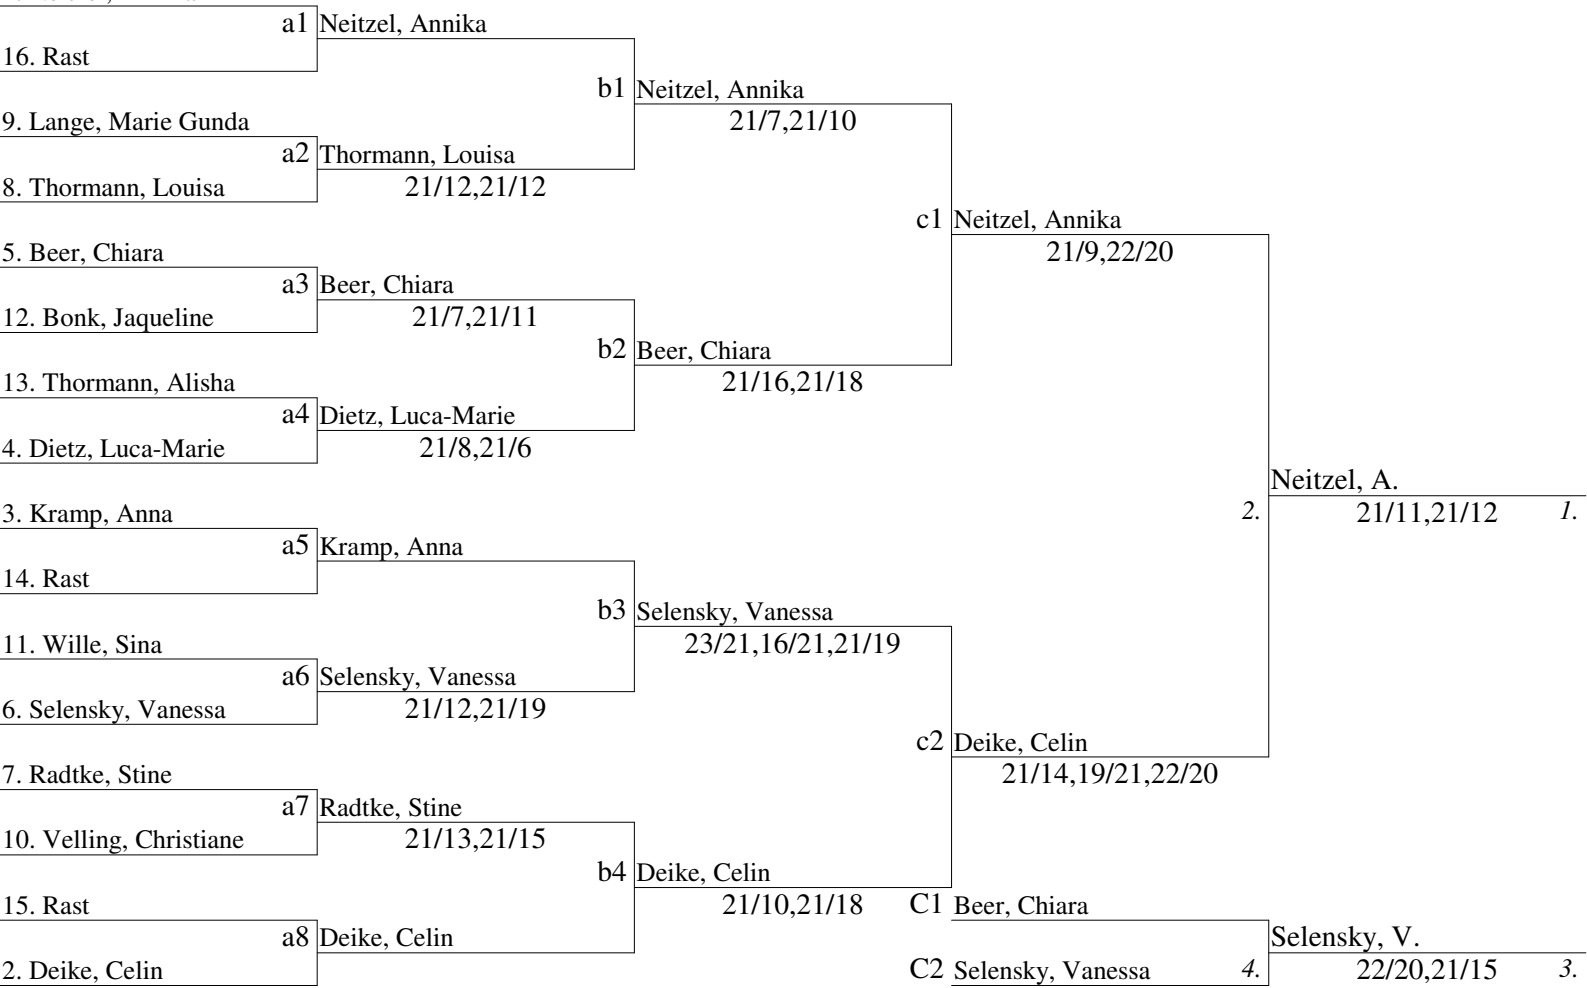 a1 Neitzel, Annika
16. Rast
b1 Neitzel, Annika
21/7,21/10
9. Lange, Marie Gunda
a2 Thormann, Louisa
21/12,21/12
8. Thormann, Louisa
c1 Neitzel, Annika
21/9,22/20
5. Beer, Chiara
a3 Beer, Chiara
21/7,21/11
12. Bonk, Jaqueline
b2 Beer, Chiara
21/16,21/18
13. Thormann, Alisha
a4 Dietz, Luca-Marie
21/8,21/6
4. Dietz, Luca-Marie
Neitzel, A.
2. 21/11,21/12 1.
3. Kramp, Anna
a5 Kramp, Anna
14. Rast
b3 Selensky, Vanessa
23/21,16/21,21/19
11. Wille, Sina
a6 Selensky, Vanessa
21/12,21/19
6. Selensky, Vanessa
c2 Deike, Celin
21/14,19/21,22/20
7. Radtke, Stine
a7 Radtke, Stine
21/13,21/15
10. Velling, Christiane
b4 Deike, Celin
21/10,21/18
15. Rast
C1 Beer, Chiara
a8 Deike, Celin
Selensky, V.
2. Deike, Celin
C2 Selensky, Vanessa 4. 22/20,21/15 3.